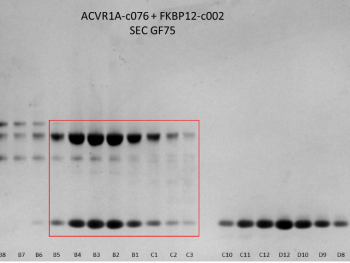 ACVR1A-c076 + FKBP12-c002
SEC GF75
B8 B7 B6 B5 B4 B3 B2 B1 C1 C2 C3 C10 C11 C12 D12 D10 D9 D8